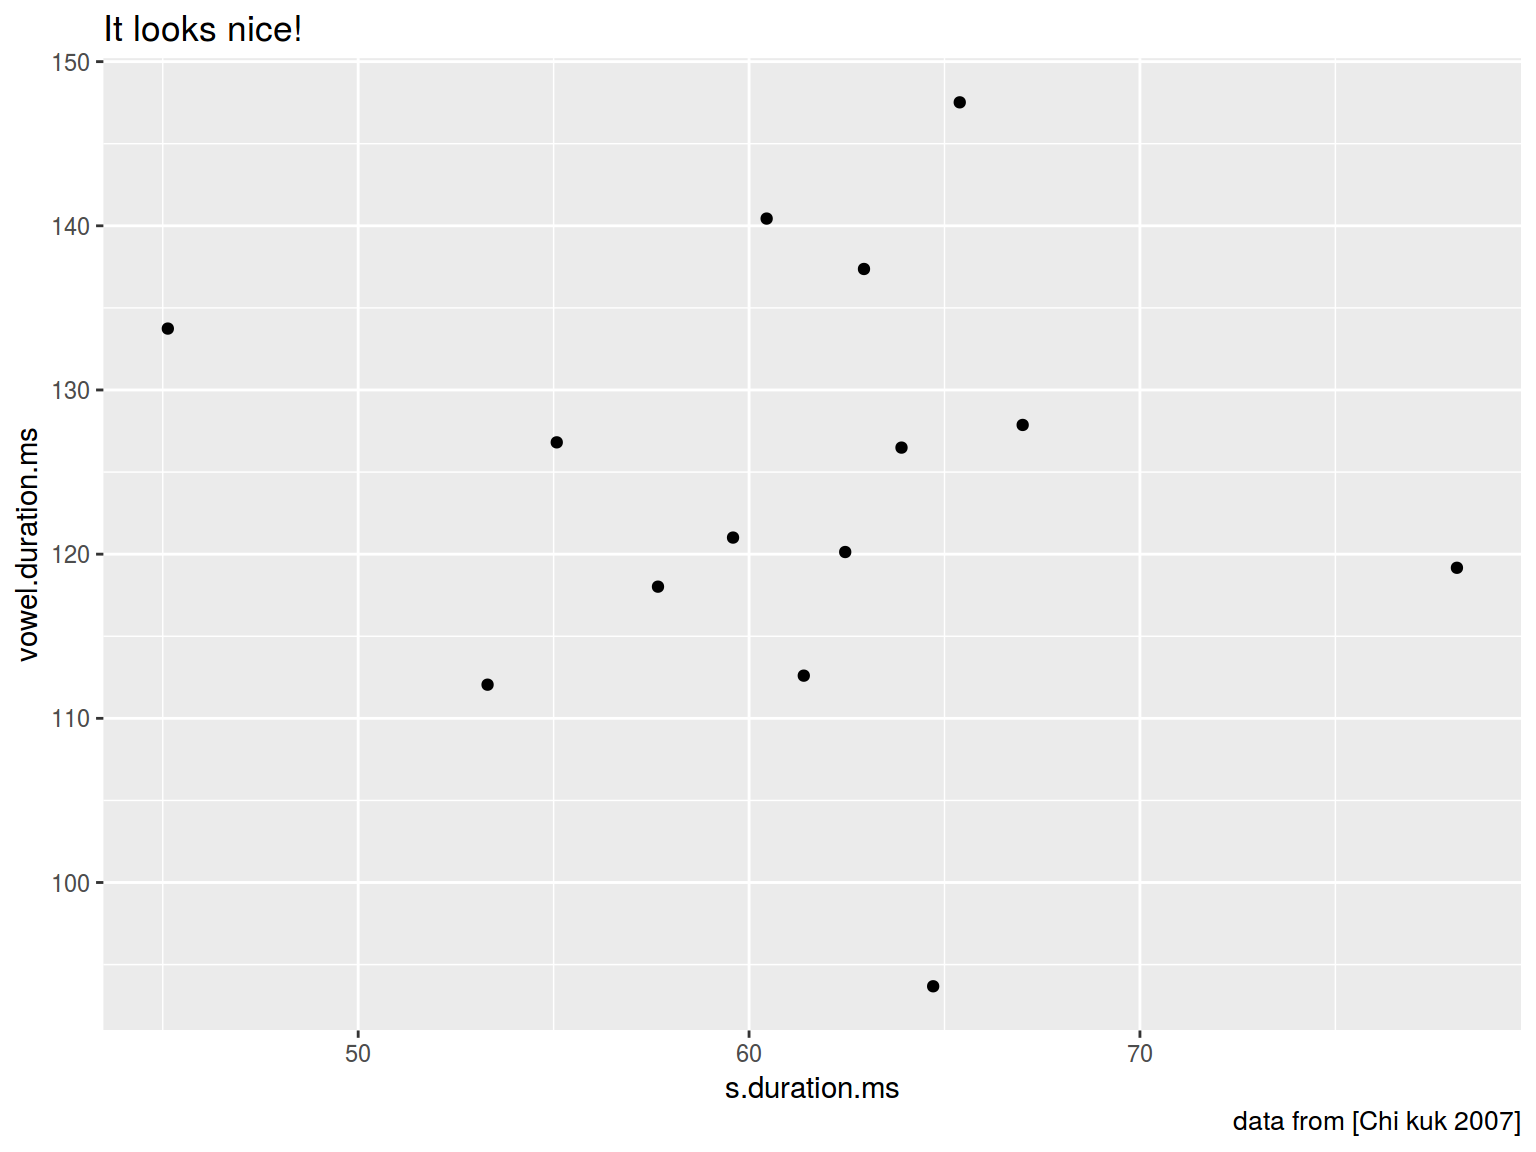 It looks nice!
150
140
130
120
110
100
vowel.duration.ms
50 60 70
s.duration.ms
data from [Chi kuk 2007]